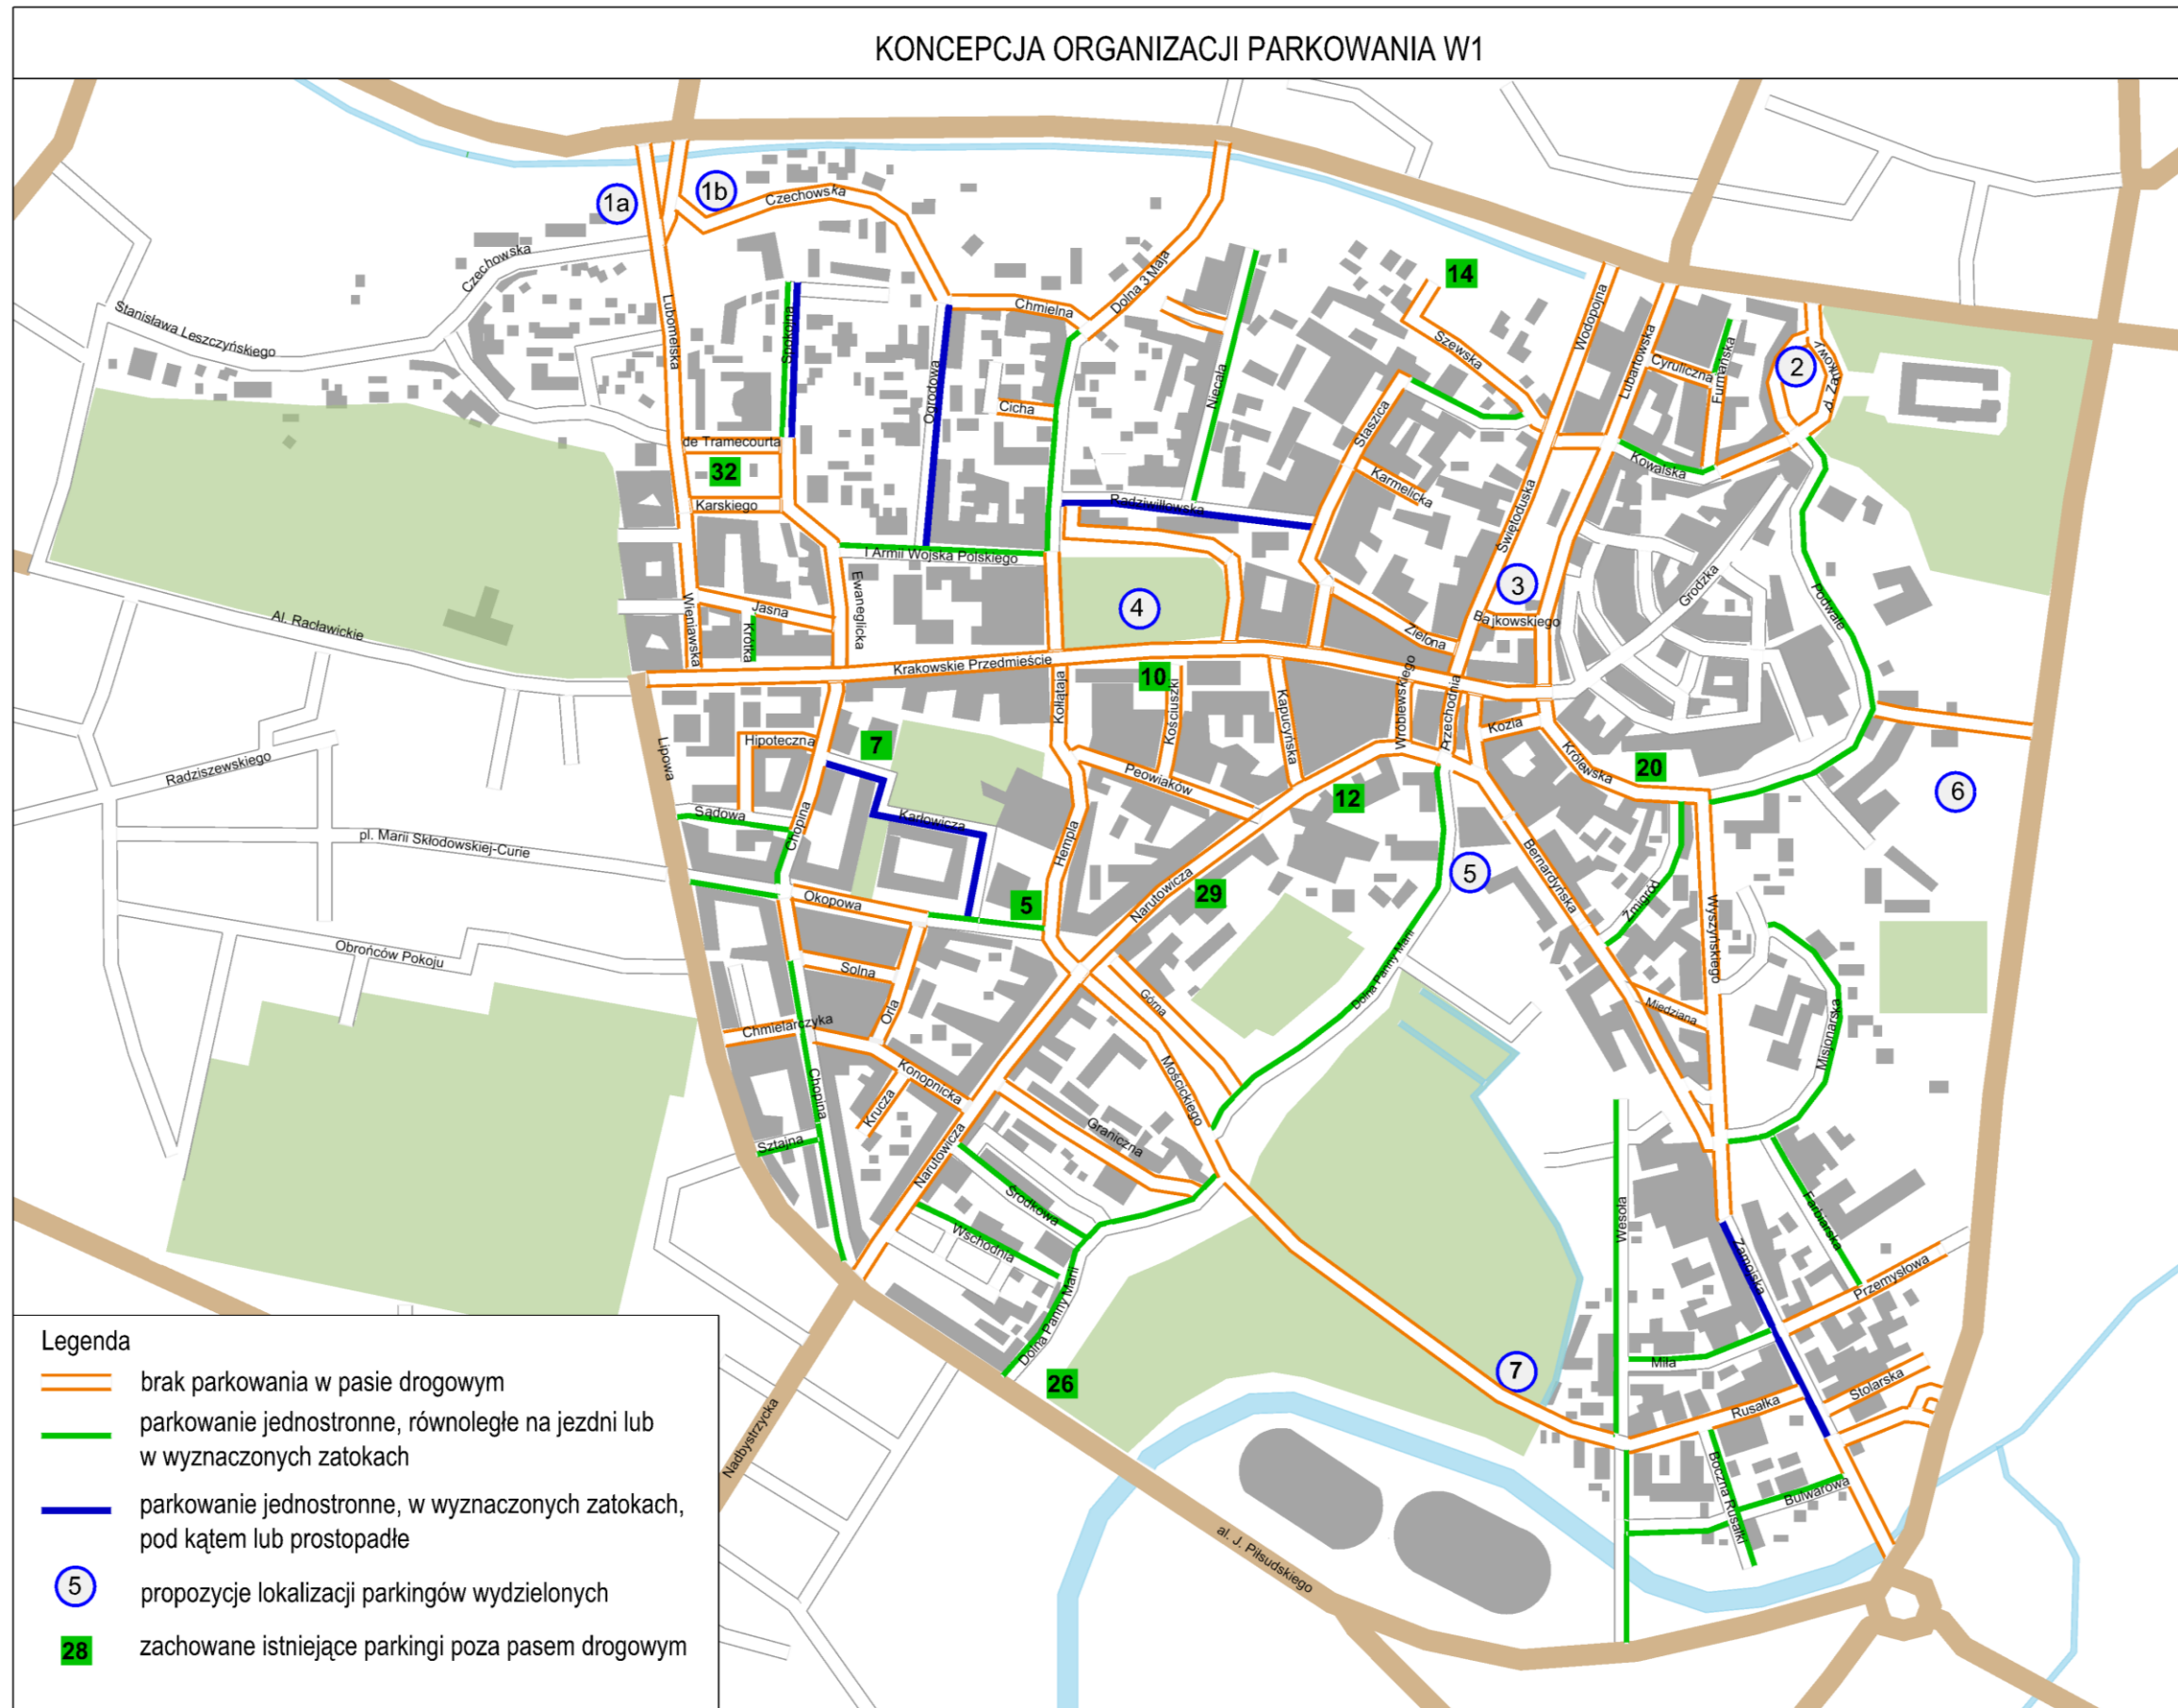 KONCEPCJA ORGANIZACJI PARKOWANIA W1
1a
1b
Czechowska
Czechowska
Stanisława Leszczyńskiego
Lubomelska
Spokojna
Ogrodowa
Chmielna
Dolna 3 Maja
Cicha
Niecała
14
Szewska
Wodopojna
Lubartowska
Cyruliczna
Furmańska
2
pl. Zamkowy
Staszica
Karmelicka
Kowalska
de Tramecourta
32
Karskiego
Radziwiłłowska
I Armii Wojska Polskiego
Świętoduska
3
Bajkowskiego
Grodzka
Podwale
Al. Racławickie
Wieniawska
Jasna
Krótka
Ewangelicka
4
Zielona
Krakowskie Przedmieście
10
Kołłątaja
Kościuszki
Kapucyńska
Wróblewskiego
Przechodnia
Kozia
Królewska
20
6
Radziszewskiego
Lipowa
Hipoteczna
7
Peowiaków
12
Sądowa
Chopina
Karłowicza
Hempla
pl. Marii Skłodowskiej-Curie
5
Bernardyńska
Żmigród
Wyszyńskiego
Okopowa
5
Narutowicza
29
Obrońców Pokoju
Solna
Orla
Górna
Dolna Panny Marii
Miedziana
Misjonarska
Chmielarczyka
Chopina
Konopnicka
Krucza
Mościckiego
Graniczna
Sztajna
Narutowicza
Środkowa
Wschodnia
Dolna Panny Marii
26
Wesoła
Farbiarska
Zamojska
Przemysłowa
Miła
7
Rusałka
Stolarska
Boczna Rusałki
Bulwarowa
Nadbystrzycka
al. J. Piłsudskiego
Legenda
brak parkowania w pasie drogowym
parkowanie jednostronne, równoległe na jezdni lub
w wyznaczonych zatokach
parkowanie jednostronne, w wyznaczonych zatokach,
pod kątem lub prostopadłe
5
propozycje lokalizacji parkingów wydzielonych
28
zachowane istniejące parkingi poza pasem drogowym